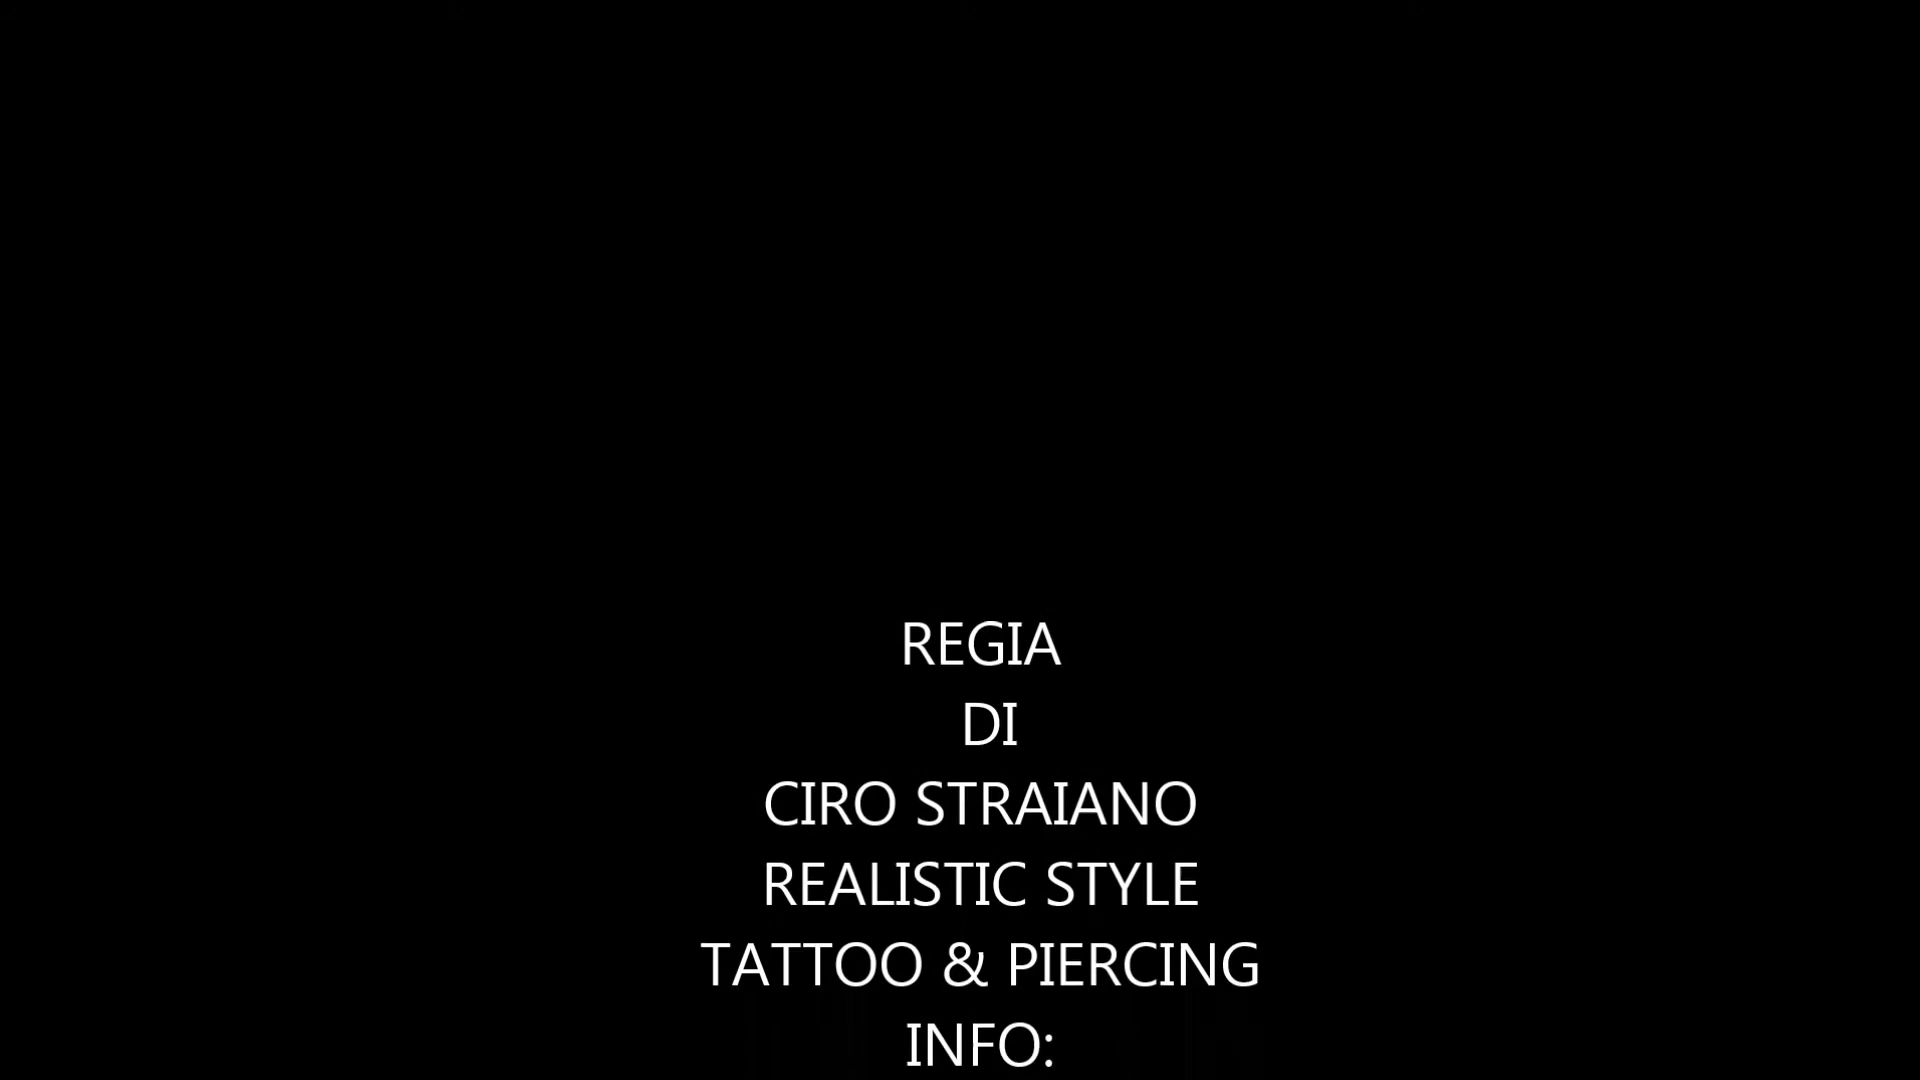 REGIA
DI
CIRO STRAIANO
REALISTIC STYLE
TATTOO & PIERCING
INFO: